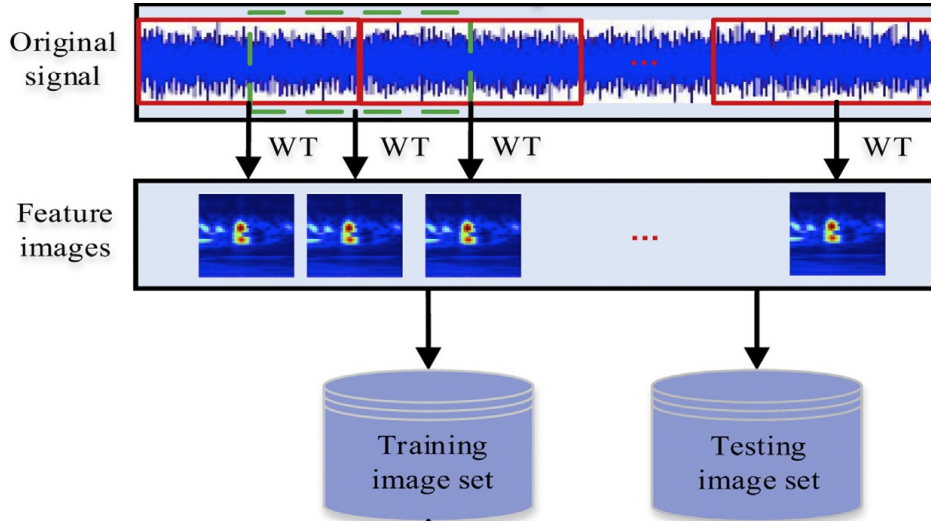 Original
signal
...
WT
WT
WT
WT
Feature
images
...
Training
image set
Testing
image set